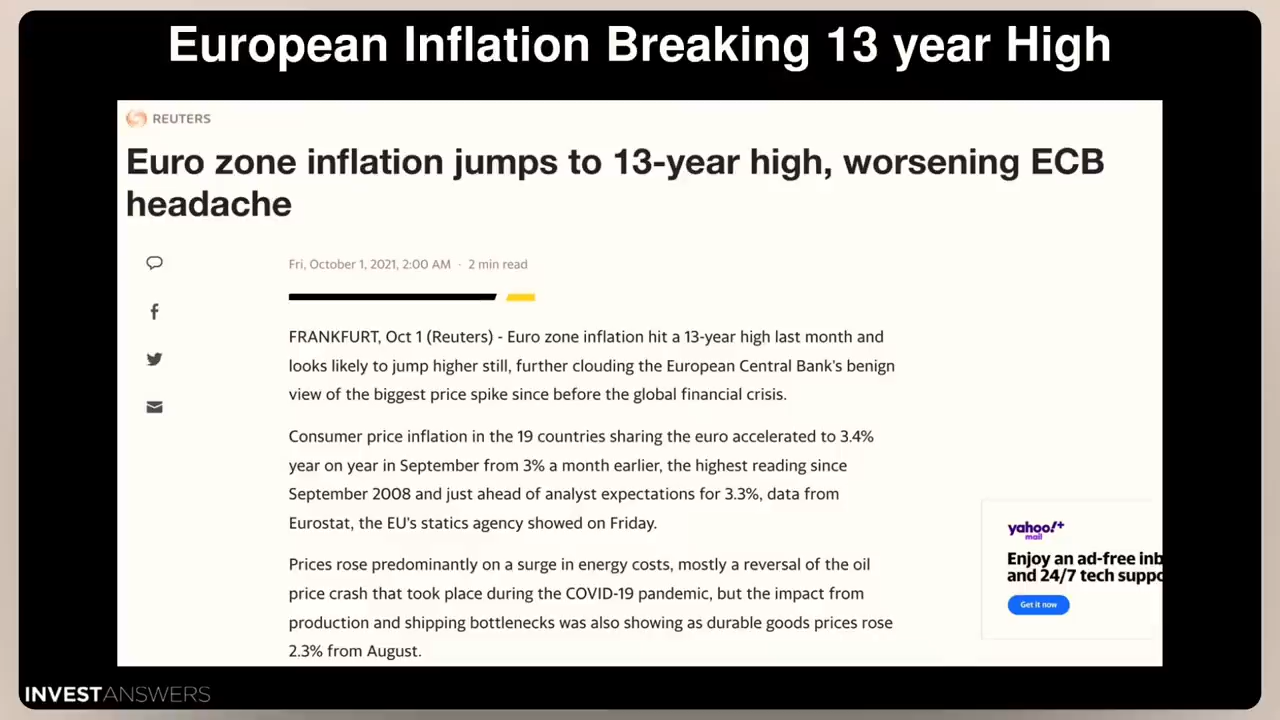 European Inflation Breaking 13 year High
REUTERS
Euro zone inflation jumps to 13-year high, worsening ECB
headache
Fri, October 1, 2021, 2:00 AM · 2 min read
FRANKFURT, Oct 1 (Reuters) - Euro zone inflation hit a 13-year high last month and
looks likely to jump higher still, further clouding the European Central Bank's benign
view of the biggest price spike since before the global financial crisis.
Consumer price inflation in the 19 countries sharing the euro accelerated to 3.4%
year on year in September from 3% a month earlier, the highest reading since
September 2008 and just ahead of analyst expectations for 3.3%, data from
Eurostat, the EU's statics agency showed on Friday.
Prices rose predominantly on a surge in energy costs, mostly a reversal of the oil
price crash that took place during the COVID-19 pandemic, but the impact from
production and shipping bottlenecks was also showing as durable goods prices rose
2.3% from August.
yahoo!+
mail
Enjoy an ad-free inb
and 24/7 tech suppo
Get it now
INVESTANSWERS